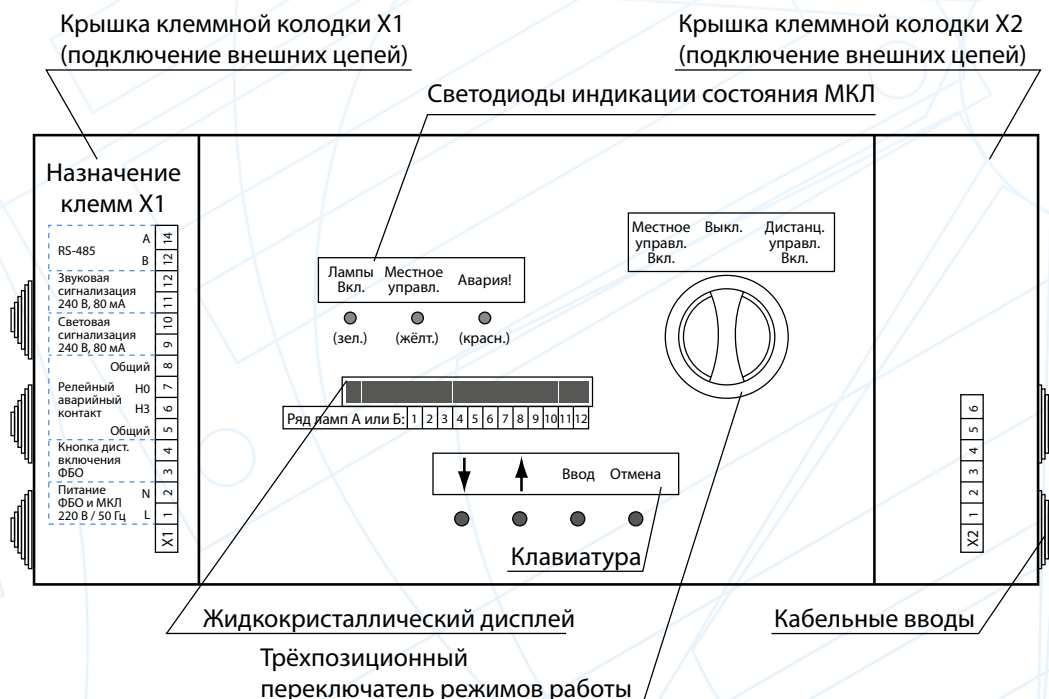 Крышка клеммной колодки X1
(подключение внешних цепей)
Крышка клеммной колодки X2
(подключение внешних цепей)
Светодиоды индикации состояния МКЛ
Назначение
клемм X1
RS-485
A
B
14
12
Звуковая
сигнализация
240 В, 80 мА
12
11
Световая
сигнализация
240 В, 80 мА
10
9
Общий
8
Релейный
аварийный
контакт
Н0
7
Н3
6
Общий
5
Кнопка дист.
включения
ФБО
4
3
Питание
ФБО и МКЛ
220 В / 50 Гц
N
2
L
1
X1
Лампы
Вкл.
Местное
управл.
Авария!
(зел.)
(жёлт.)
(красн.)
Местное
управл.
Вкл.
Выкл.
Дистанц.
управл.
Вкл.
Ряд ламп А или Б: 1 2 3 4 5 6 7 8 9 10 11 12
Ввод Отмена
Клавиатура
6
5
4
3
2
1
X2
Жидкокристаллический дисплей
Кабельные вводы
Трёхпозиционный
переключатель режимов работы